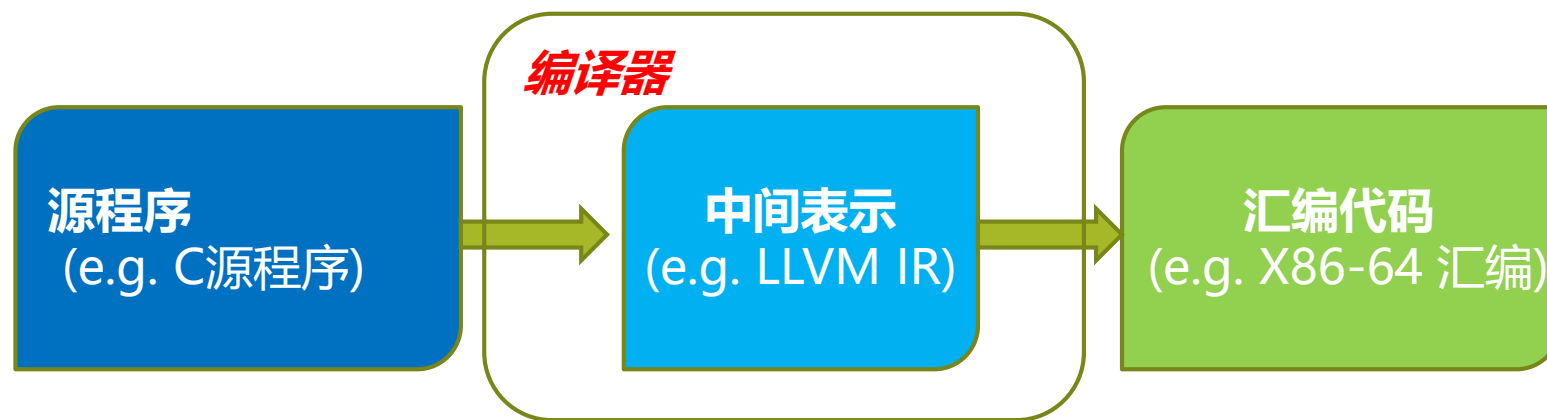 编译器
源程序
(e.g. C源程序)
中间表示
(e.g. LLVM IR)
汇编代码
(e.g. X86-64 汇编)